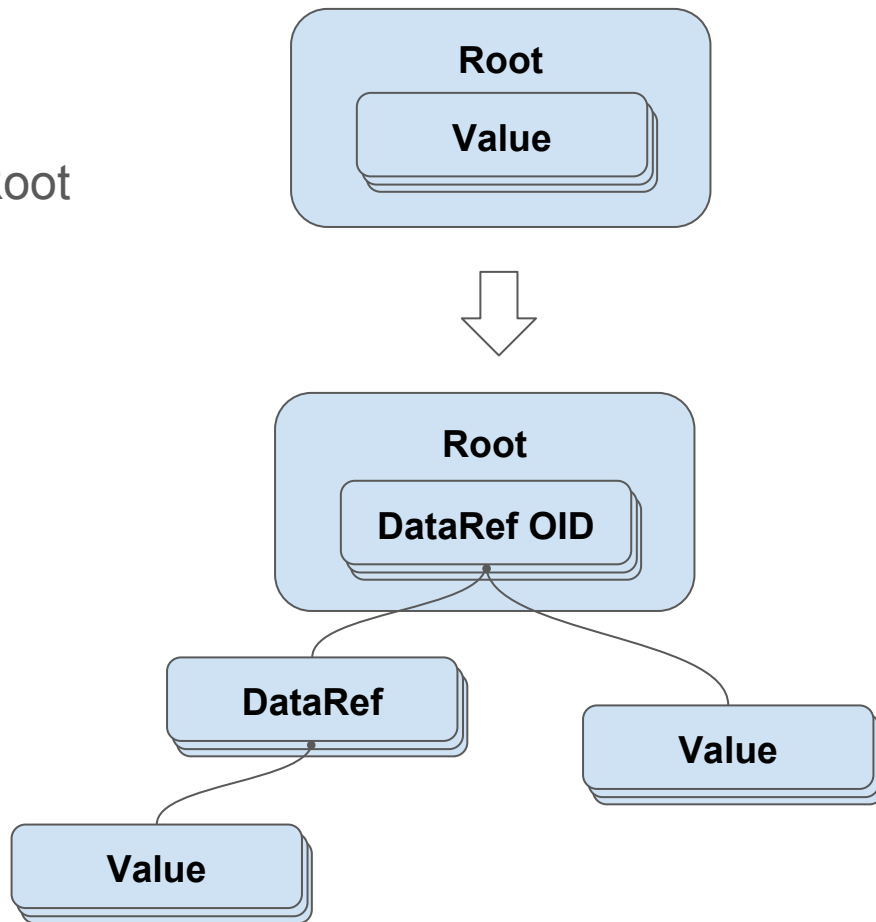 Root
Value
Root
DataRef OID
DataRef
Value
Value